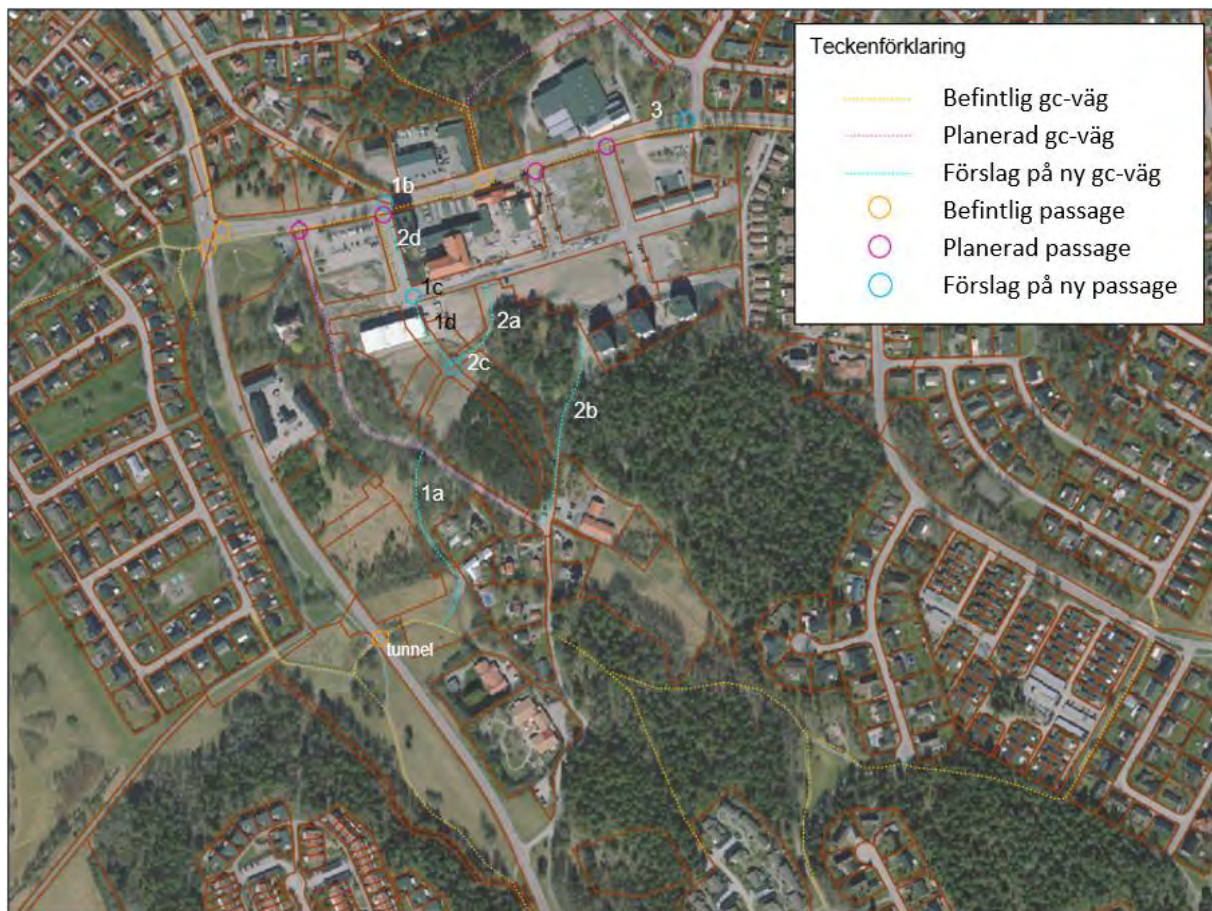 Teckenförklaring
Befintlig gc-väg
Planerad gc-väg
Förslag på ny gc-väg
Befintlig passage
Planerad passage
Förslag på ny passage
3
1b
2d
1c
1d
2a
2c
2b
1a
tunnel